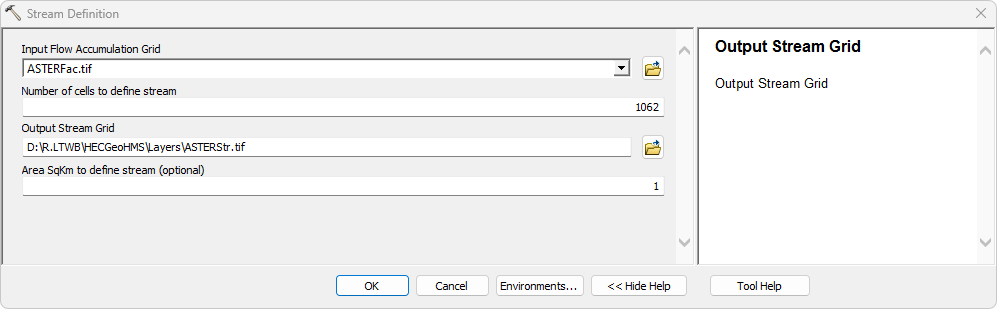 Stream Definition
Input Flow Accumulation Grid
ASTERFac.tif
Number of cells to define stream
1062
Output Stream Grid
D:\R.LTWB\HECGeoHMS\Layers\ASTERStr.tif
Area SqKm to define stream (optional)
1
Output Stream Grid
Output Stream Grid
OK Cancel Environments... << Hide Help Tool Help